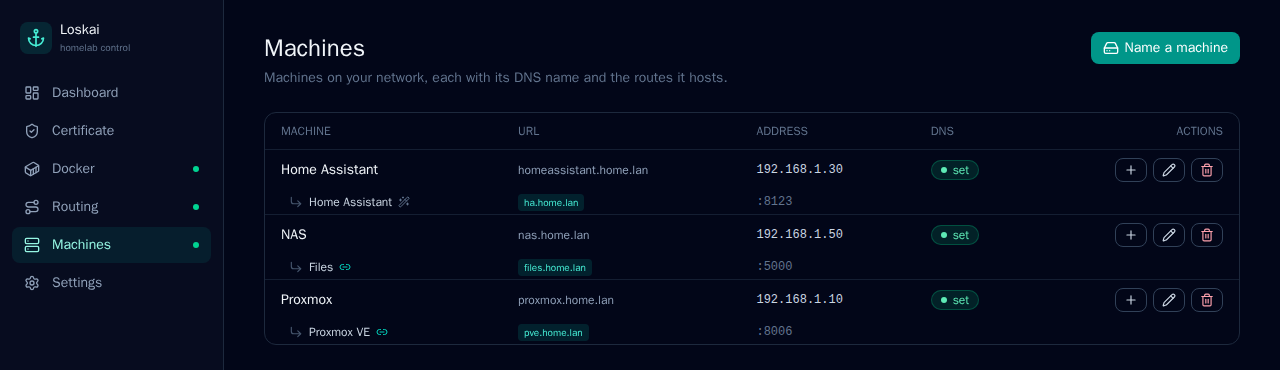 Loskai
homelab control
Dashboard
Certificate
Docker
Routing
Machines
Settings
Machines
Machines on your network, each with its DNS name and the routes it hosts.
Name a machine
MACHINE URL ADDRESS DNS ACTIONS
Home Assistant homeassistant.home.lan 192.168.1.30 set
Home Assistant ha.home.lan :8123
NAS nas.home.lan 192.168.1.50 set
Files files.home.lan :5000
Proxmox proxmox.home.lan 192.168.1.10 set
Proxmox VE pve.home.lan :8006